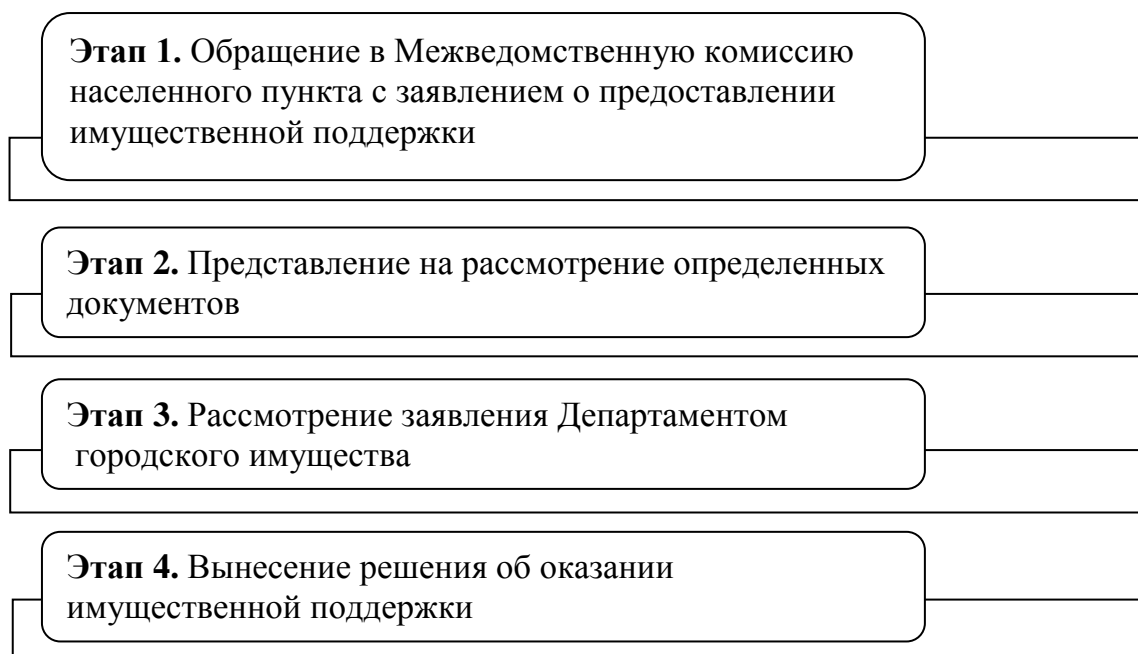 Этап 1. Обращение в Межведомственную комиссию
населенного пункта с заявлением о предоставлении
имущественной поддержки
Этап 2. Представление на рассмотрение определенных
документов
Этап 3. Рассмотрение заявления Департаментом
городского имущества
Этап 4. Вынесение решения об оказании
имущественной поддержки